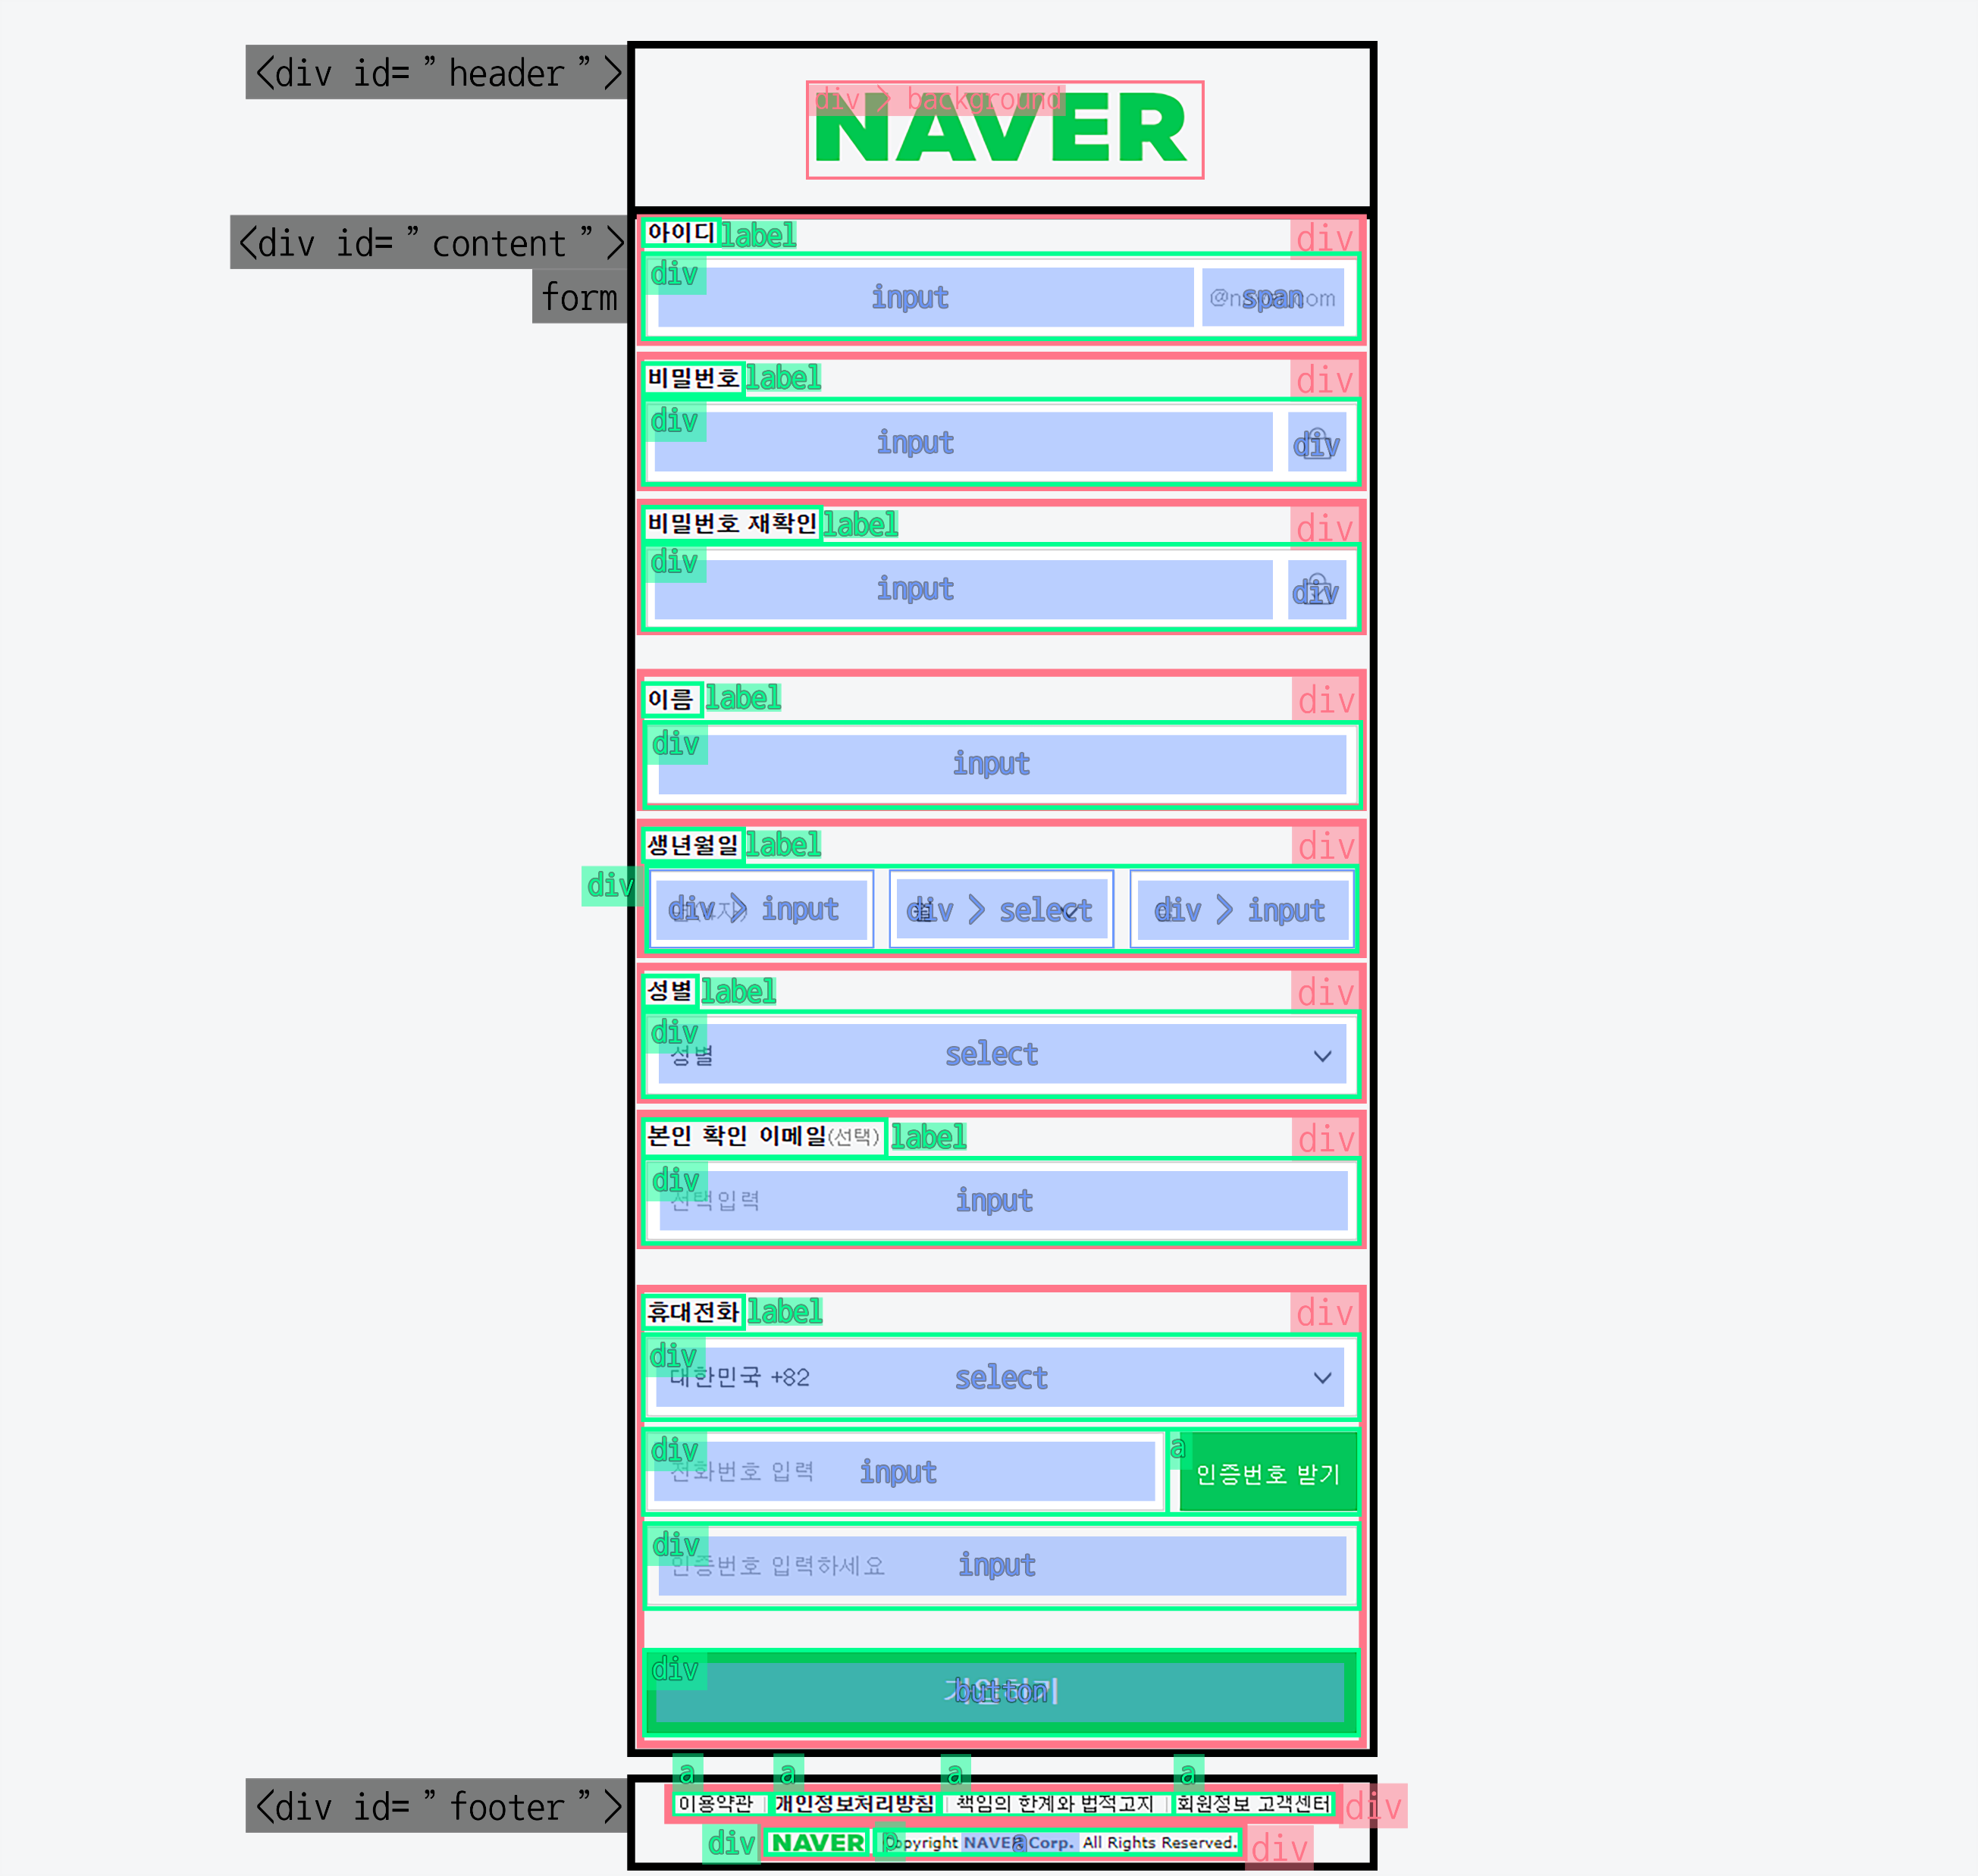 <div id="header">
div > background
NAVER
<div id="content">
form
아이디 label div
div input span
비밀번호 label div
div input div
비밀번호 재확인 label div
div input div
이름 label div
div input
생년월일 label div
div div > input div > select div > input
성별 label div
div 성별 select
본인 확인 이메일(선택) label div
div 선택입력 input
휴대전화 label div
div 대한민국 +82 select
div 전화번호 입력 input a 인증번호 받기
div 인증번호 입력하세요 input
div button
a a a a
<div id="footer">
이용약관 개인정보처리방침 책임의 한계와 법적고지 회원정보 고객센터 div
div NAVER p Copyright NAVER Corp. a All Rights Reserved. div